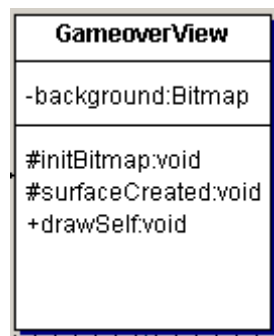 GameoverView
-background:Bitmap
#initBitmap:void
#surfaceCreated:void
+drawSelf:void